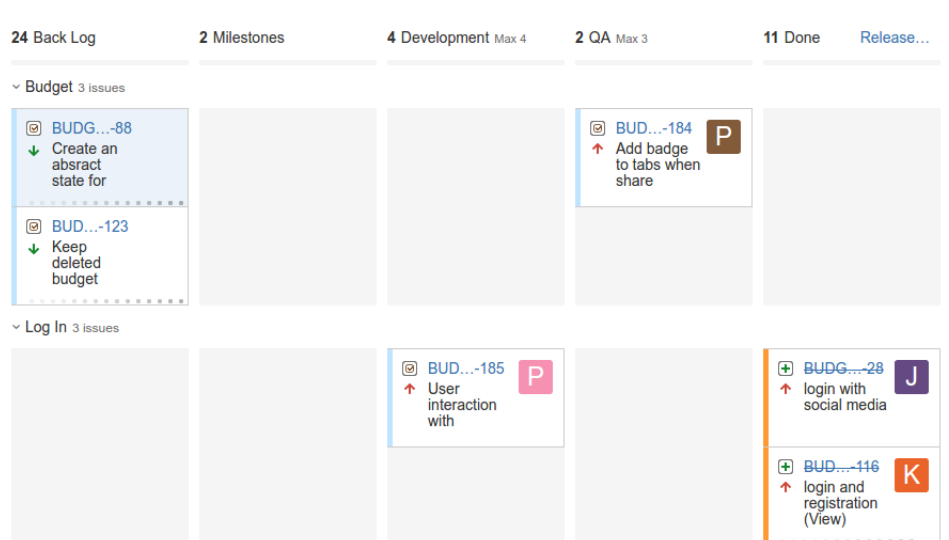 24 Back Log
2 Milestones
4 Development Max 4
2 QA Max 3
11 Done
Release…
Budget 3 issues
BUDG…-88
Create an
absract
state for
BUD…-184
P
Add badge
to tabs when
share
BUD…-123
Keep
deleted
budget
Log In 3 issues
BUD…-185
P
User
interaction
with
BUDG…-28
J
login with
social media
BUD…-116
K
login and
registration
(View)